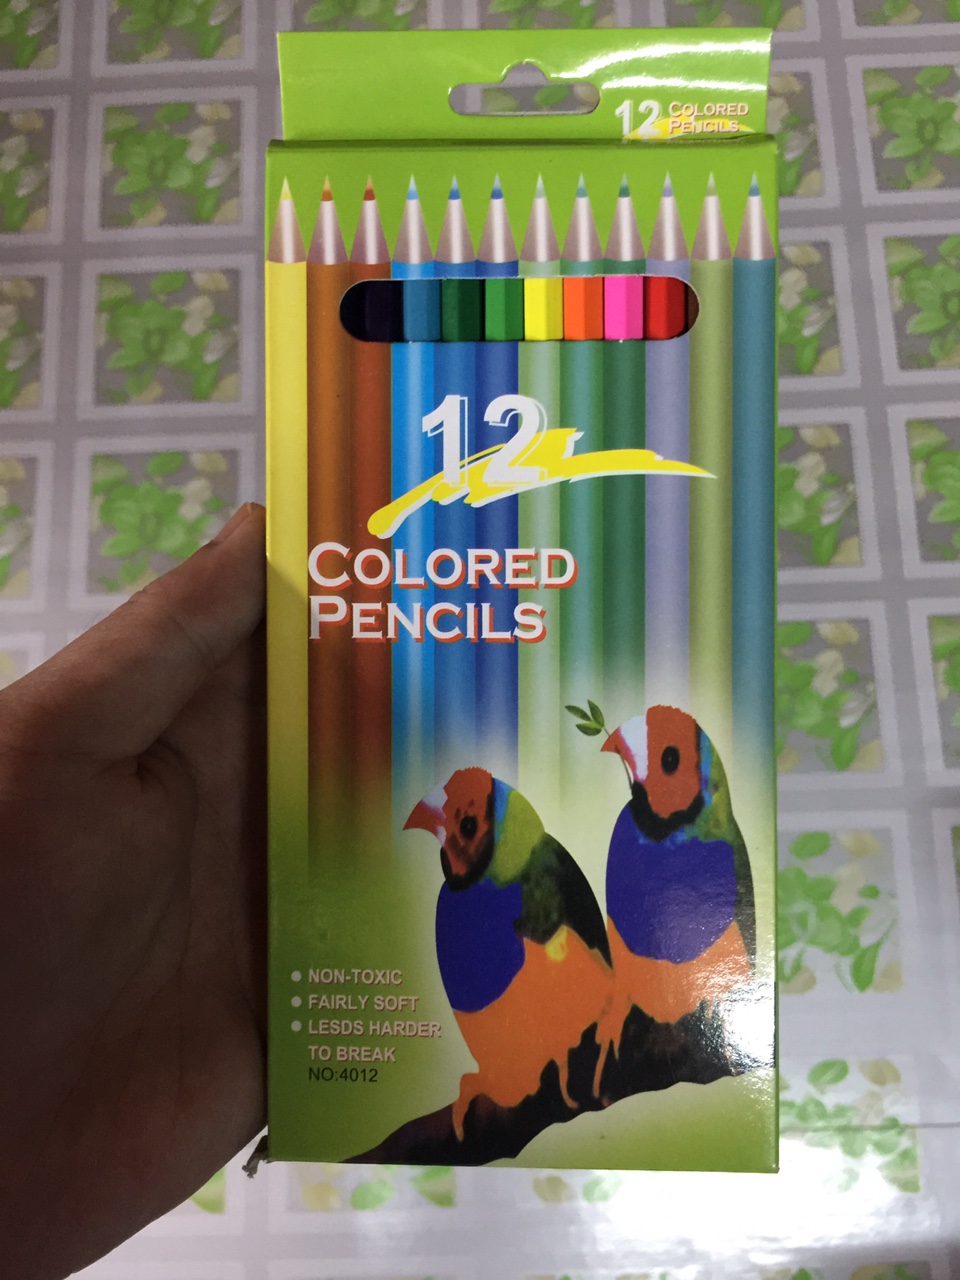 12 COLORED
PENCILS
12
COLORED
PENCILS
NON-TOXIC
FAIRLY SOFT
LESDS HARDER
TO BREAK
NO:4012